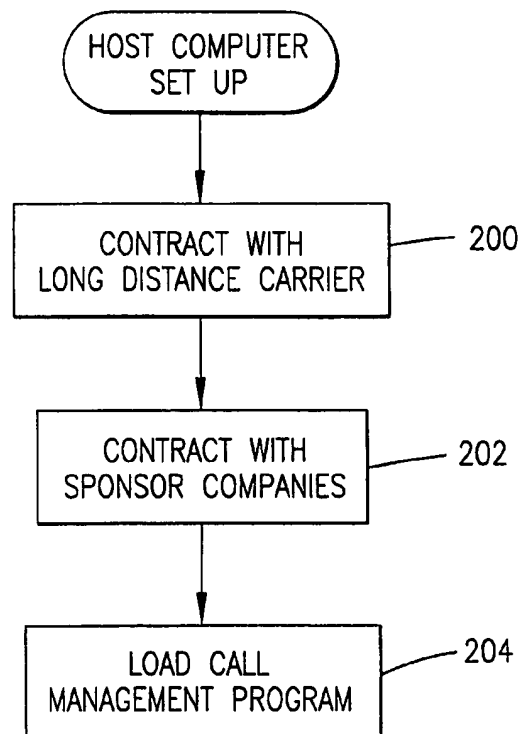 HOST COMPUTER
SET UP
CONTRACT WITH
LONG DISTANCE CARRIER
200
CONTRACT WITH
SPONSOR COMPANIES
202
LOAD CALL
MANAGEMENT PROGRAM
204